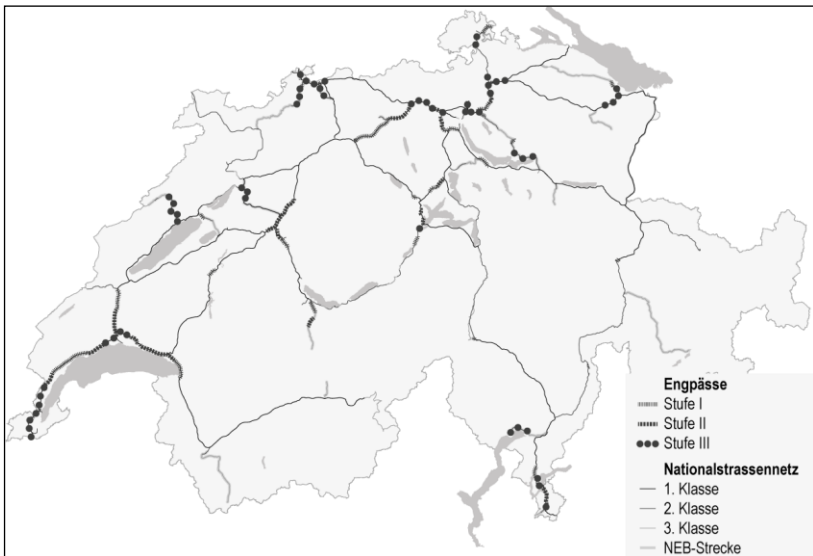 Engpässe
Stufe I
Stufe II
Stufe III
Nationalstrassennetz
1. Klasse
2. Klasse
3. Klasse
NEB-Strecke